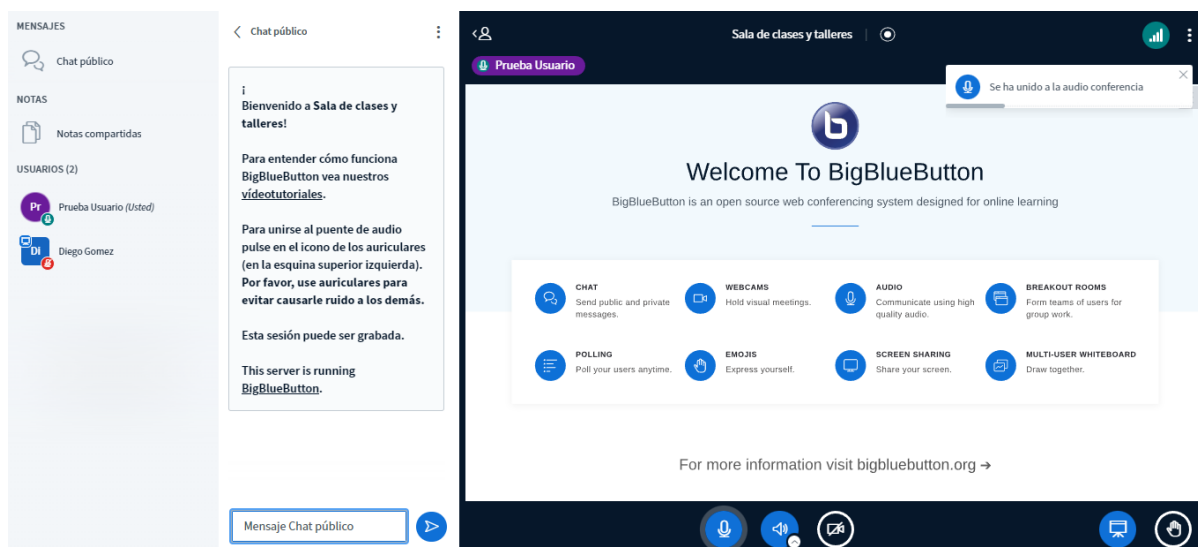 MENSAJES
Chat público
NOTAS
Notas compartidas
USUARIOS (2)
Pr
Prueba Usuario (Usted)
DI
Diego Gomez
Chat público
¡
Bienvenido a Sala de clases y
talleres!
Para entender cómo funciona
BigBlueButton vea nuestros
vídeotutoriales.
Para unirse al puente de audio
pulse en el icono de los auriculares
(en la esquina superior izquierda).
Por favor, use auriculares para
evitar causarle ruido a los demás.
Esta sesión puede ser grabada.
This server is running
BigBlueButton.
Mensaje Chat público
Sala de clases y talleres
Prueba Usuario
Se ha unido a la audio conferencia
b
Welcome To BigBlueButton
BigBlueButton is an open source web conferencing system designed for online learning
CHAT
Send public and private
messages.
WEBCAMS
Hold visual meetings.
AUDIO
Communicate using high
quality audio.
BREAKOUT ROOMS
Form teams of users for
group work.
POLLING
Poll your users anytime.
EMOJIS
Express yourself.
SCREEN SHARING
Share your screen.
MULTI-USER WHITEBOARD
Draw together.
For more information visit bigbluebutton.org →